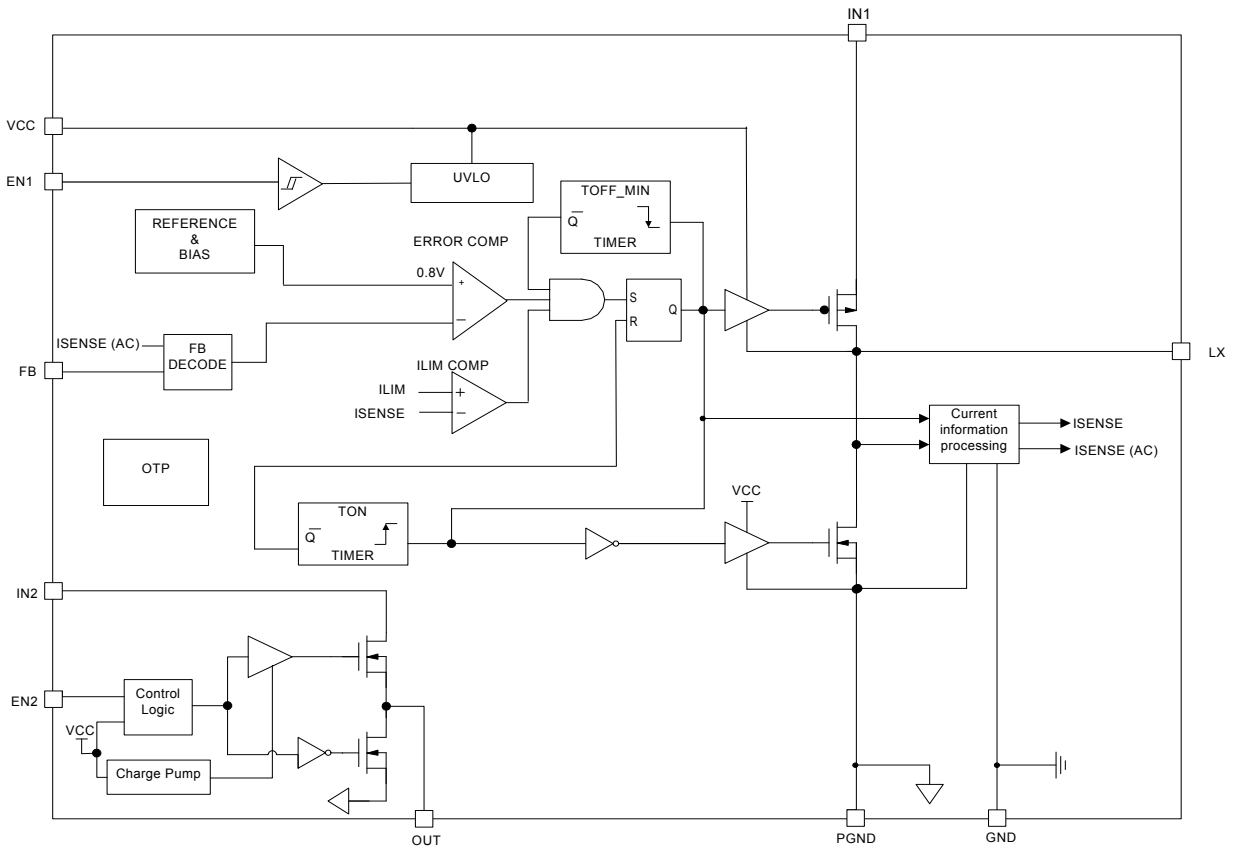 IN1
VCC
EN1
UVLO
TOFF_MIN
Q
TIMER
REFERENCE
&
BIAS
ERROR COMP
0.8V
+
−
S
R
Q
ISENSE (AC)
FB
DECODE
FB
LX
ILIM COMP
ILIM
ISENSE
+
−
Current
information
processing
ISENSE
ISENSE (AC)
OTP
VCC
TON
Q
TIMER
IN2
EN2
Control
Logic
VCC
Charge Pump
OUT
PGND
GND